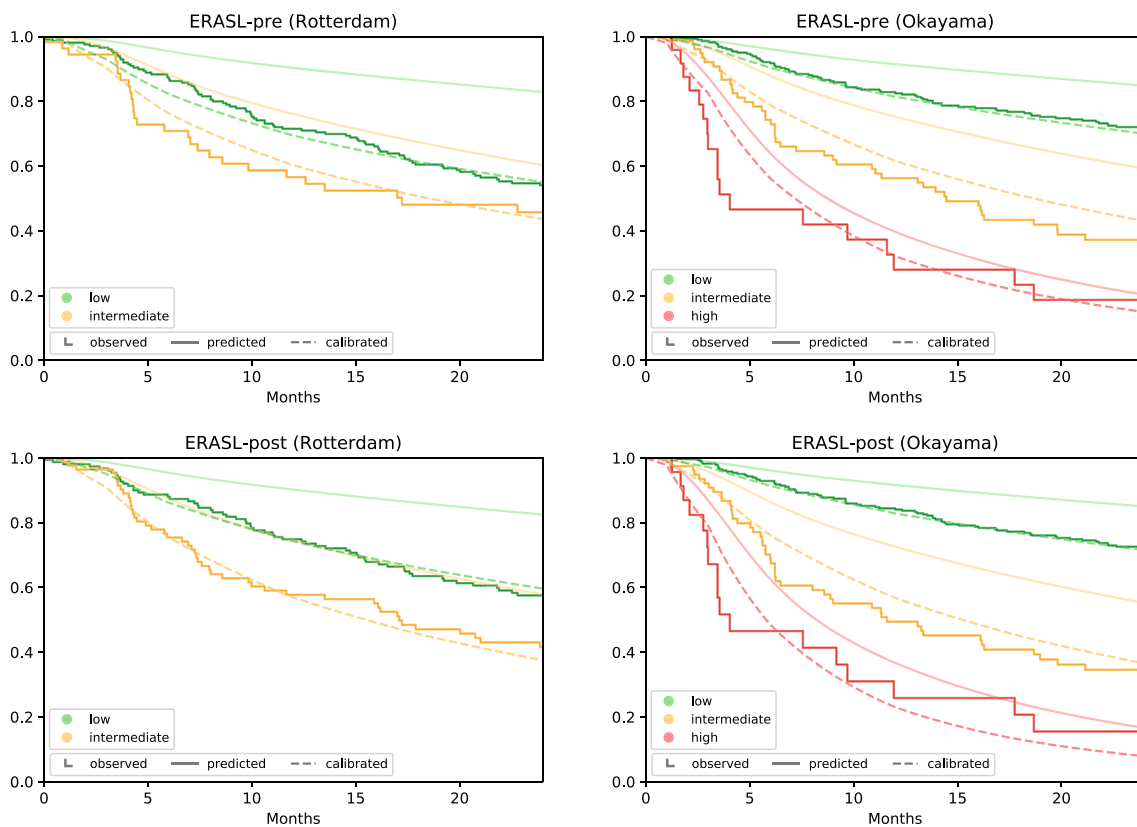 ERASL-pre (Rotterdam)
1.0
0.8
0.6
0.4
0.2
0.0
low
intermediate
observed predicted calibrated
0 5 10 15 20
Months
ERASL-pre (Okayama)
1.0
0.8
0.6
0.4
0.2
0.0
low
intermediate
high
observed predicted calibrated
0 5 10 15 20
Months
ERASL-post (Rotterdam)
1.0
0.8
0.6
0.4
0.2
0.0
low
intermediate
observed predicted calibrated
0 5 10 15 20
Months
ERASL-post (Okayama)
1.0
0.8
0.6
0.4
0.2
0.0
low
intermediate
high
observed predicted calibrated
0 5 10 15 20
Months